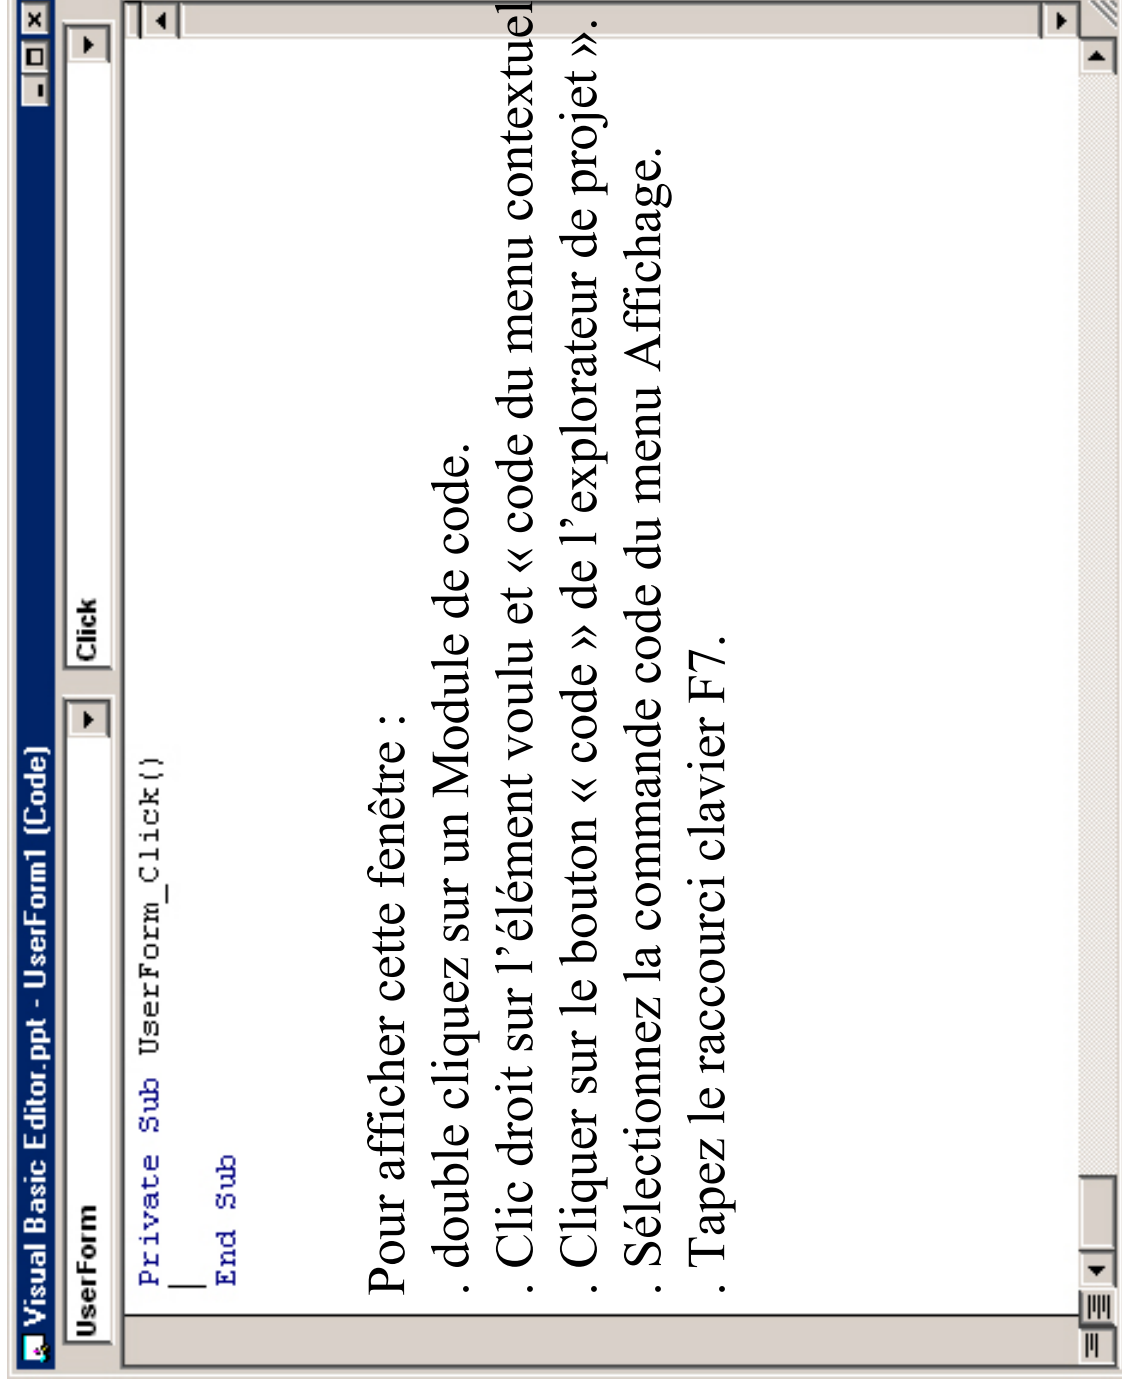 Visual Basic Editor.ppt - UserForm1 (Code)
UserForm Click
Private Sub UserForm_Click()
End Sub
Pour afficher cette fenêtre :
. double cliquez sur un Module de code.
. Clic droit sur l’élément voulu et « code du menu contextuel
. Cliquer sur le bouton « code » de l’explorateur de projet ».
. Sélectionnez la commande code du menu Affichage.
. Tapez le raccourci clavier F7.